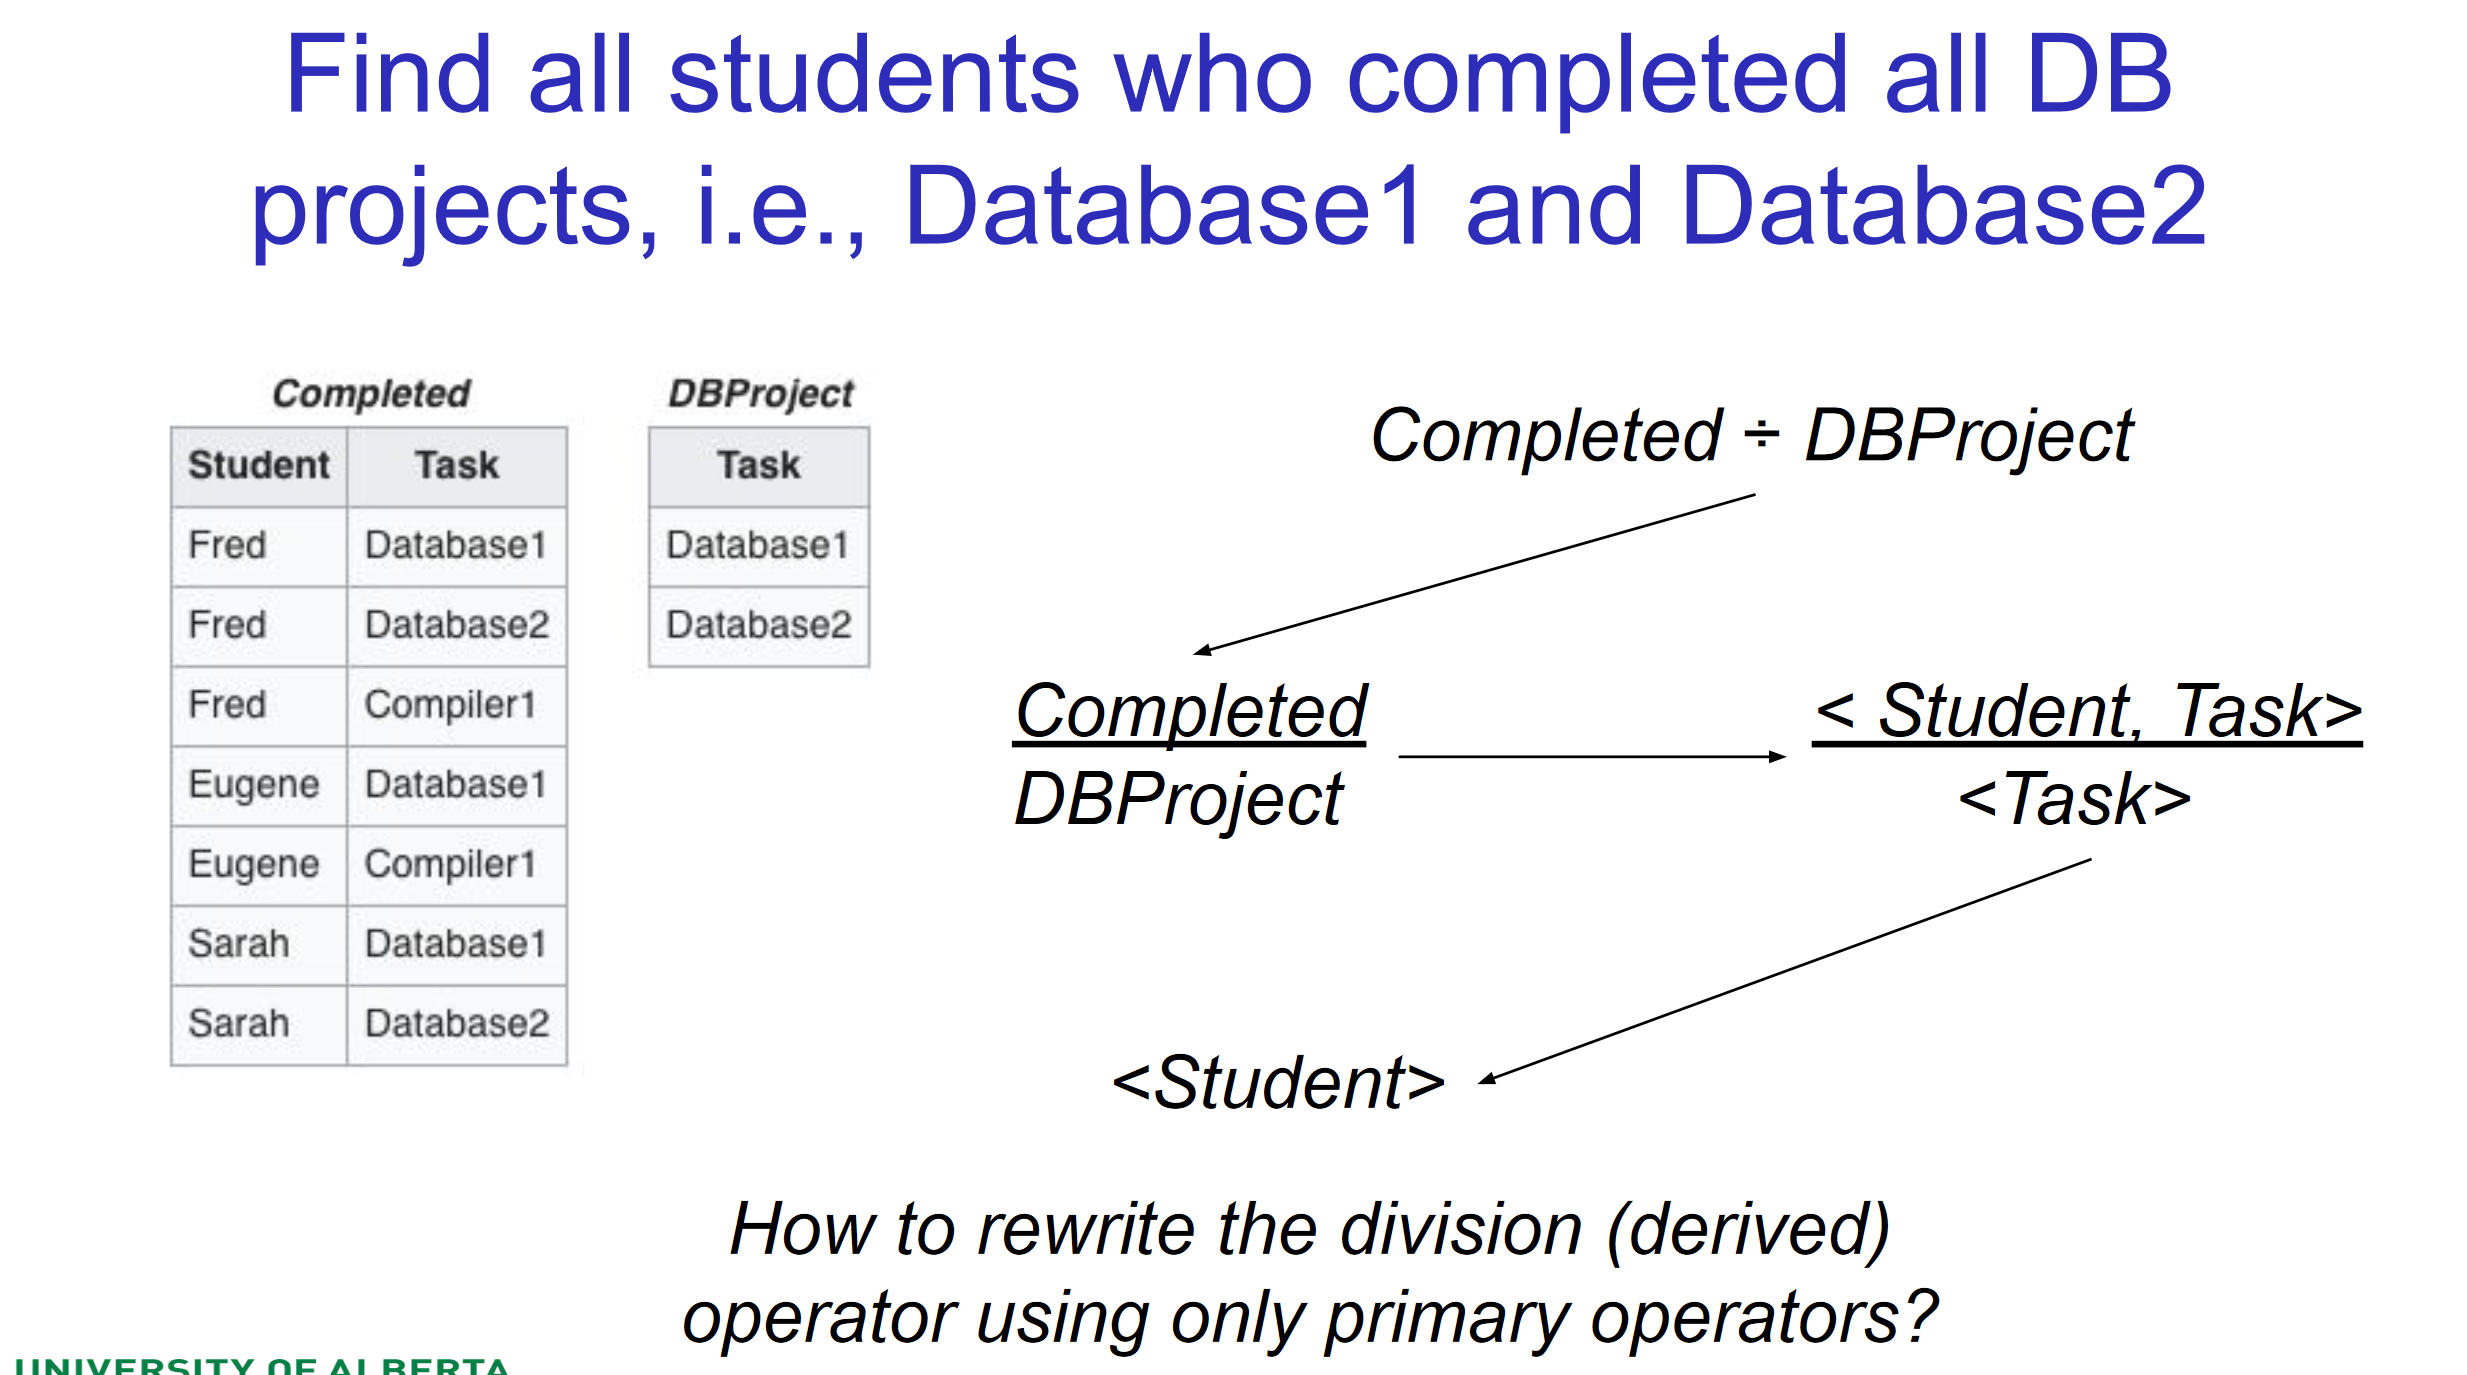 Find all students who completed all DB
projects, i.e., Database1 and Database2
Completed
Student Task
Fred Database1
Fred Database2
Fred Compiler1
Eugene Database1
Eugene Compiler1
Sarah Database1
Sarah Database2
DBProject
Task
Database1
Database2
Completed ÷ DBProject
Completed
DBProject
< Student, Task>
<Task>
<Student>
How to rewrite the division (derived)
operator using only primary operators?
UNIVERSITY OF ALBERTA